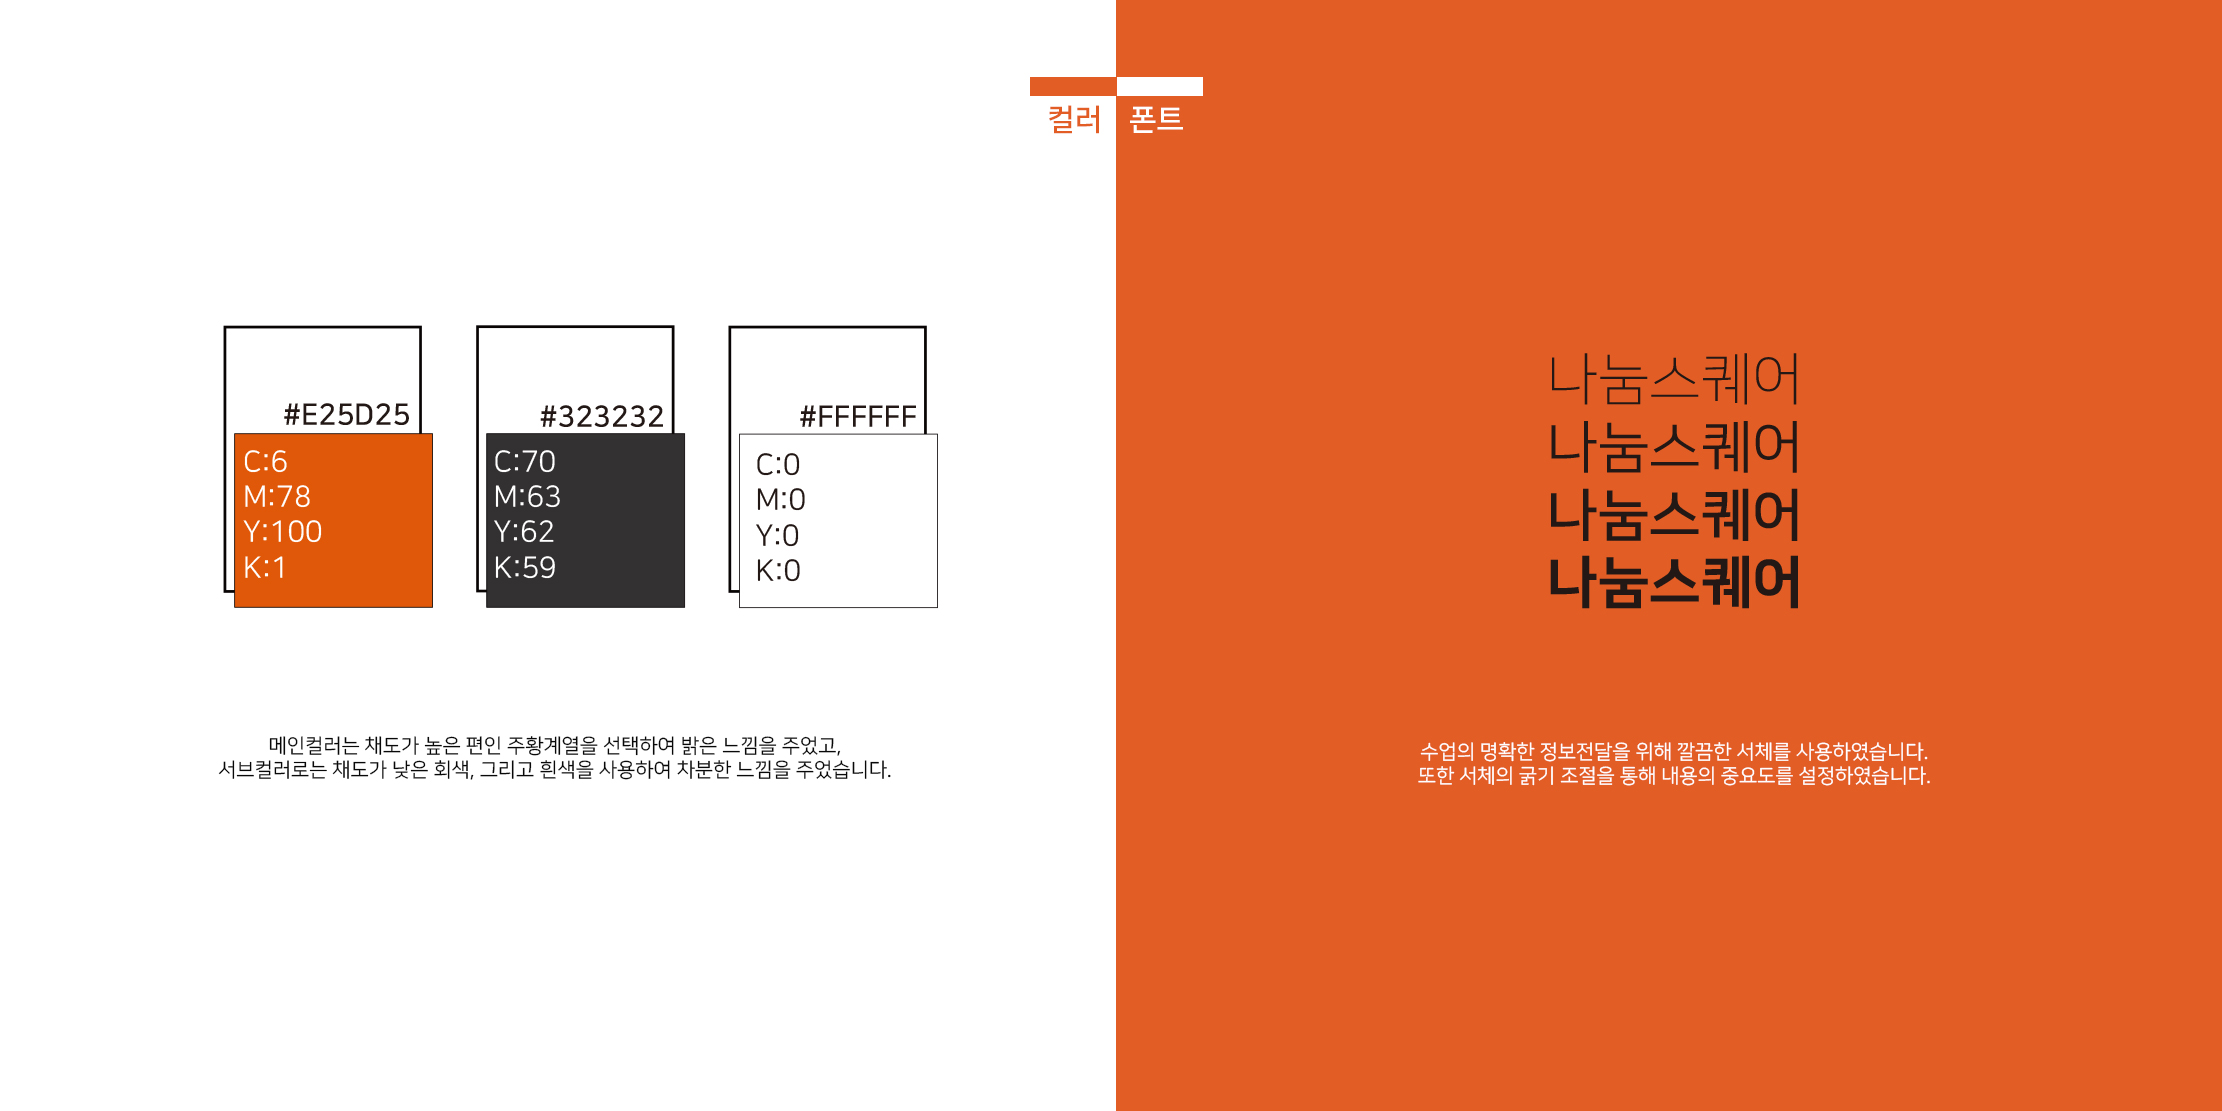 컬러
폰트
#E25D25
C:6
M:78
Y:100
K:1
#323232
C:70
M:63
Y:62
K:59
#FFFFFF
C:0
M:0
Y:0
K:0
메인컬러는 채도가 높은 편인 주황계열을 선택하여 밝은 느낌을 주었고,
서브컬러로는 채도가 낮은 회색, 그리고 흰색을 사용하여 차분한 느낌을 주었습니다.
나눔스퀘어
나눔스퀘어
나눔스퀘어
나눔스퀘어
수업의 명확한 정보전달을 위해 깔끔한 서체를 사용하였습니다.
또한 서체의 굵기 조절을 통해 내용의 중요도를 설정하였습니다.